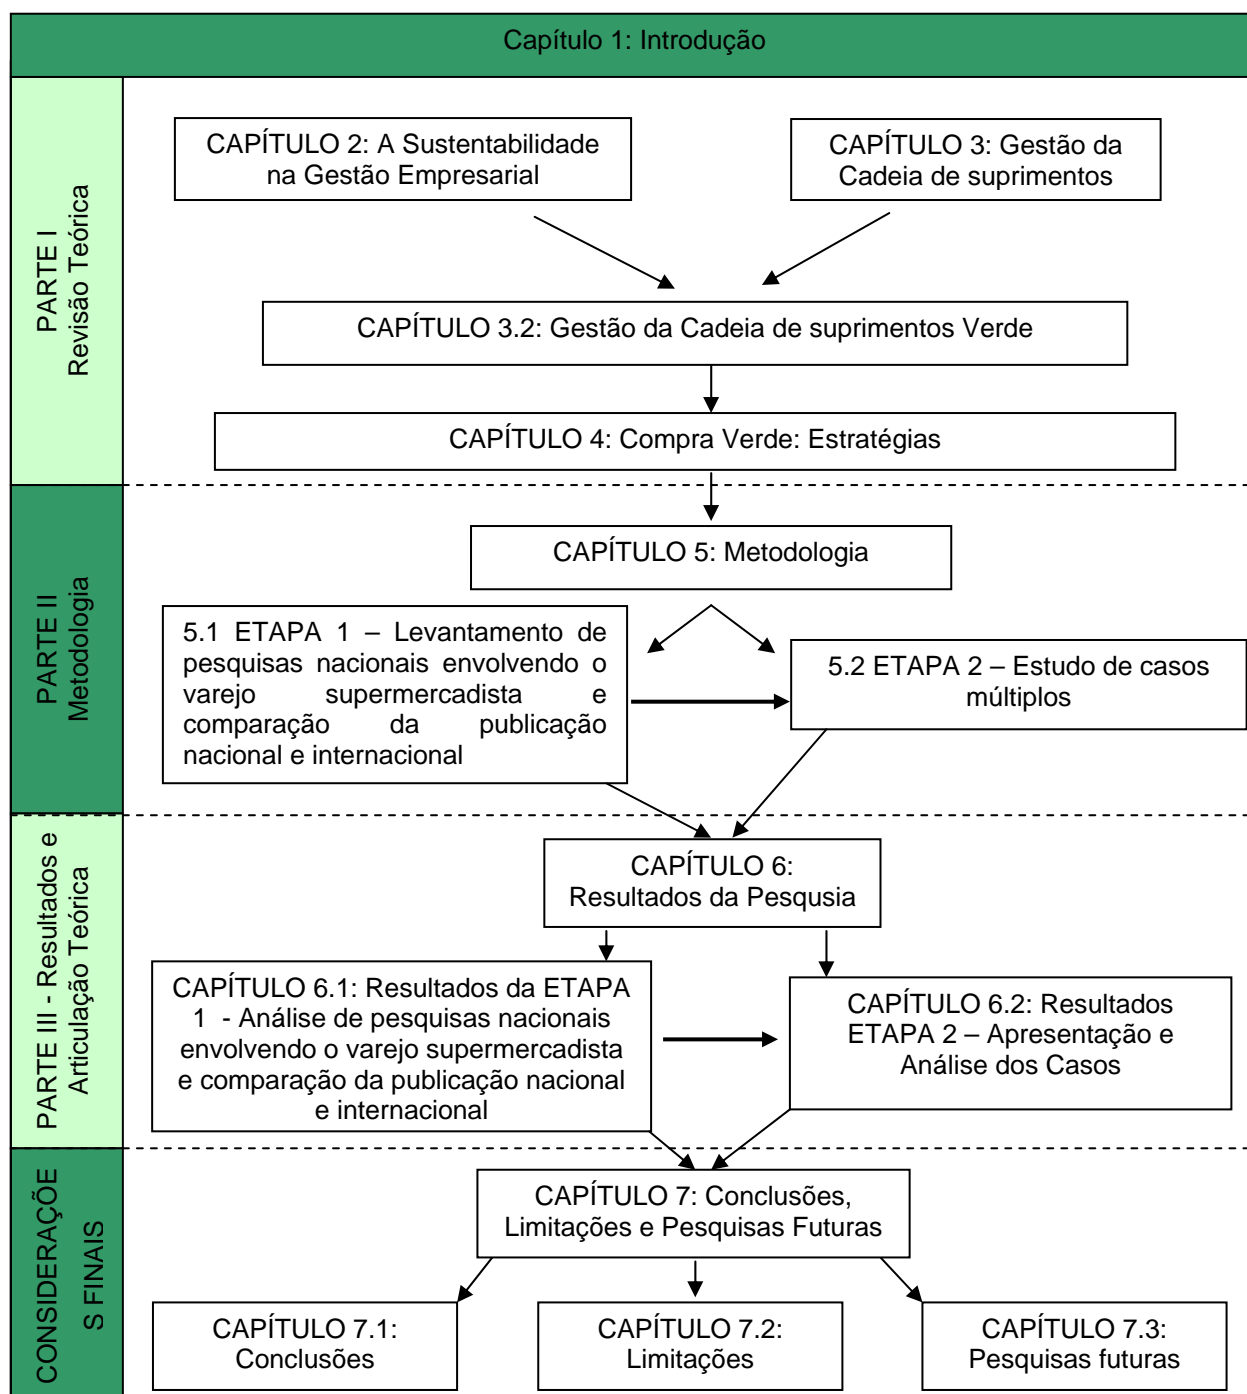 Capítulo 1: Introdução
PARTE I
Revisão Teórica
CAPÍTULO 2: A Sustentabilidade
na Gestão Empresarial
CAPÍTULO 3: Gestão da
Cadeia de suprimentos
CAPÍTULO 3.2: Gestão da Cadeia de suprimentos Verde
CAPÍTULO 4: Compra Verde: Estratégias
PARTE II
Metodologia
CAPÍTULO 5: Metodologia
5.1 ETAPA 1 – Levantamento de
pesquisas nacionais envolvendo o
varejo supermercadista e
comparação da publicação
nacional e internacional
5.2 ETAPA 2 – Estudo de casos
múltiplos
PARTE III - Resultados e
Articulação Teórica
CAPÍTULO 6:
Resultados da Pesqusia
CAPÍTULO 6.1: Resultados da ETAPA
1 - Análise de pesquisas nacionais
envolvendo o varejo supermercadista
e comparação da publicação nacional
e internacional
CAPÍTULO 6.2: Resultados
ETAPA 2 – Apresentação e
Análise dos Casos
CONSIDERAÇÕE
S FINAIS
CAPÍTULO 7: Conclusões,
Limitações e Pesquisas Futuras
CAPÍTULO 7.1:
Conclusões
CAPÍTULO 7.2:
Limitações
CAPÍTULO 7.3:
Pesquisas futuras